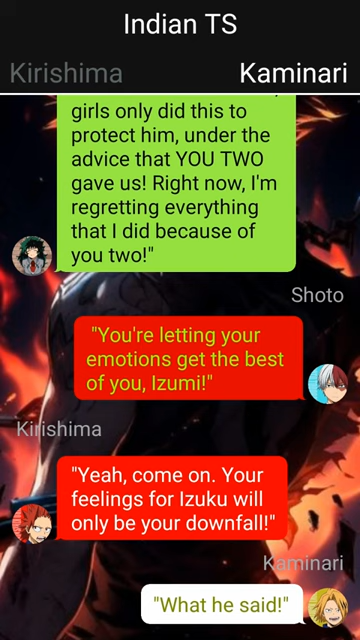 Indian TS
Kirishima
Kaminari
girls only did this to
protect him, under the
advice that YOU TWO
gave us! Right now, I'm
regretting everything
that I did because of
you two!"
Shoto
"You're letting your
emotions get the best
of you, Izumi!"
Kirishima
"Yeah, come on. Your
feelings for Izuku will
only be your downfall!"
Kaminari
"What he said!"